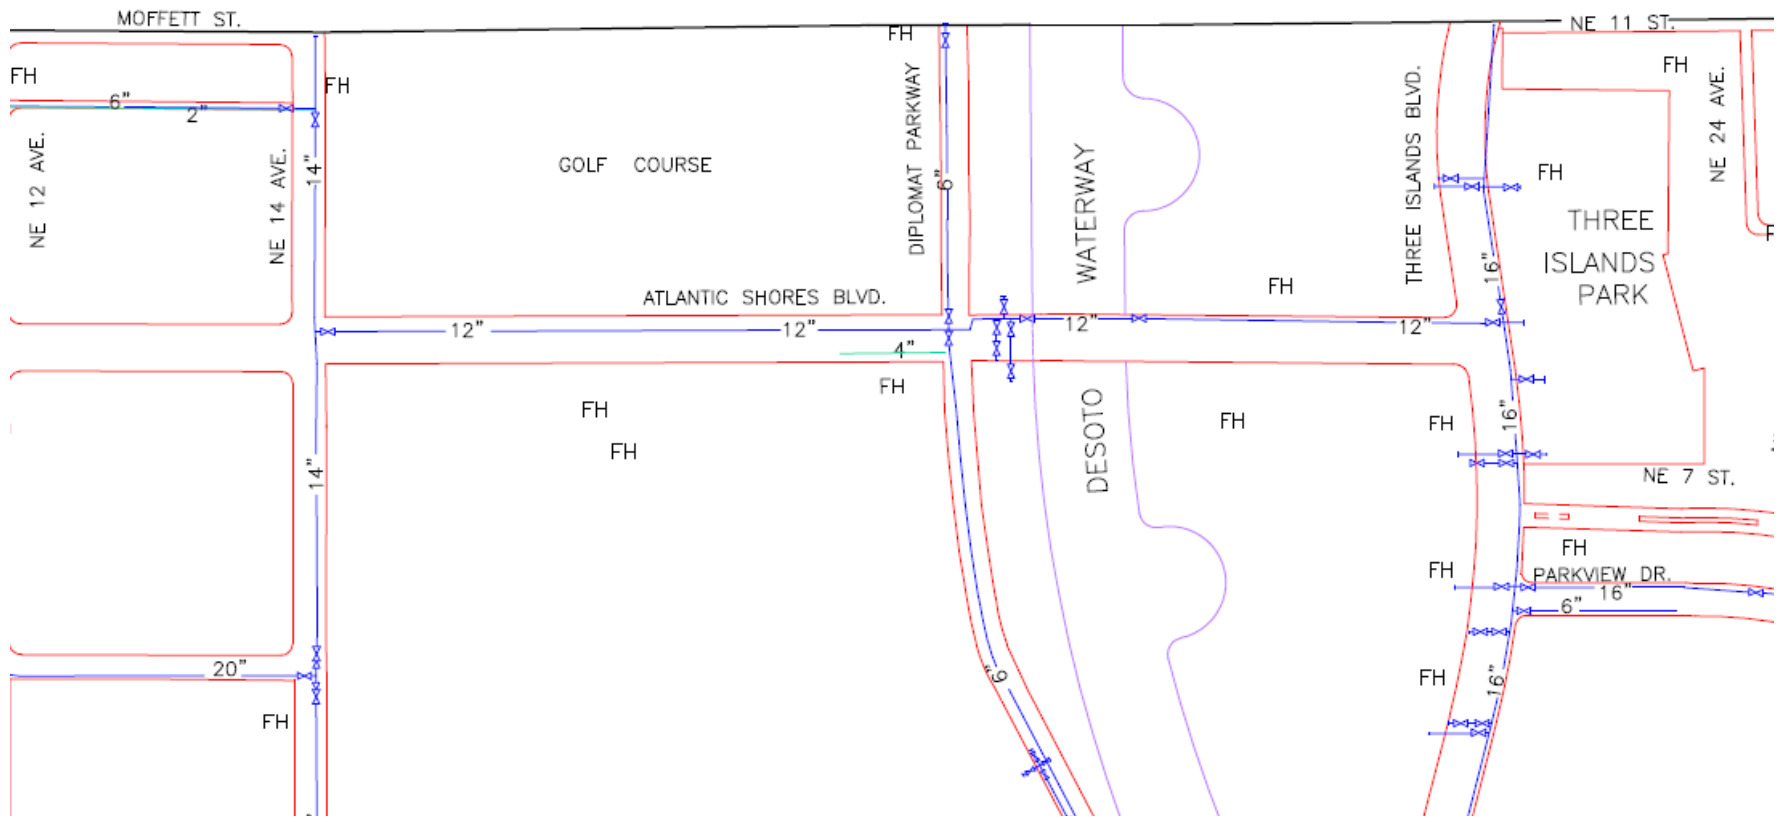 MOFFETT ST.
NE 11 ST.
FH
FH
FH
FH
6"
2"
NE 12 AVE.
NE 14 AVE.
14"
GOLF COURSE
DIPLOMAT PARKWAY
6"
WATERWAY
THREE ISLANDS BLVD.
FH
NE 24 AVE.
THREE
ISLANDS
PARK
16"
FH
ATLANTIC SHORES BLVD.
12"
12"
12"
12"
4"
FH
FH
FH
DESOTO
FH
FH
16"
14"
NE 7 ST.
FH
FH
PARKVIEW DR.
16"
6"
20"
6"
FH
16"
FH